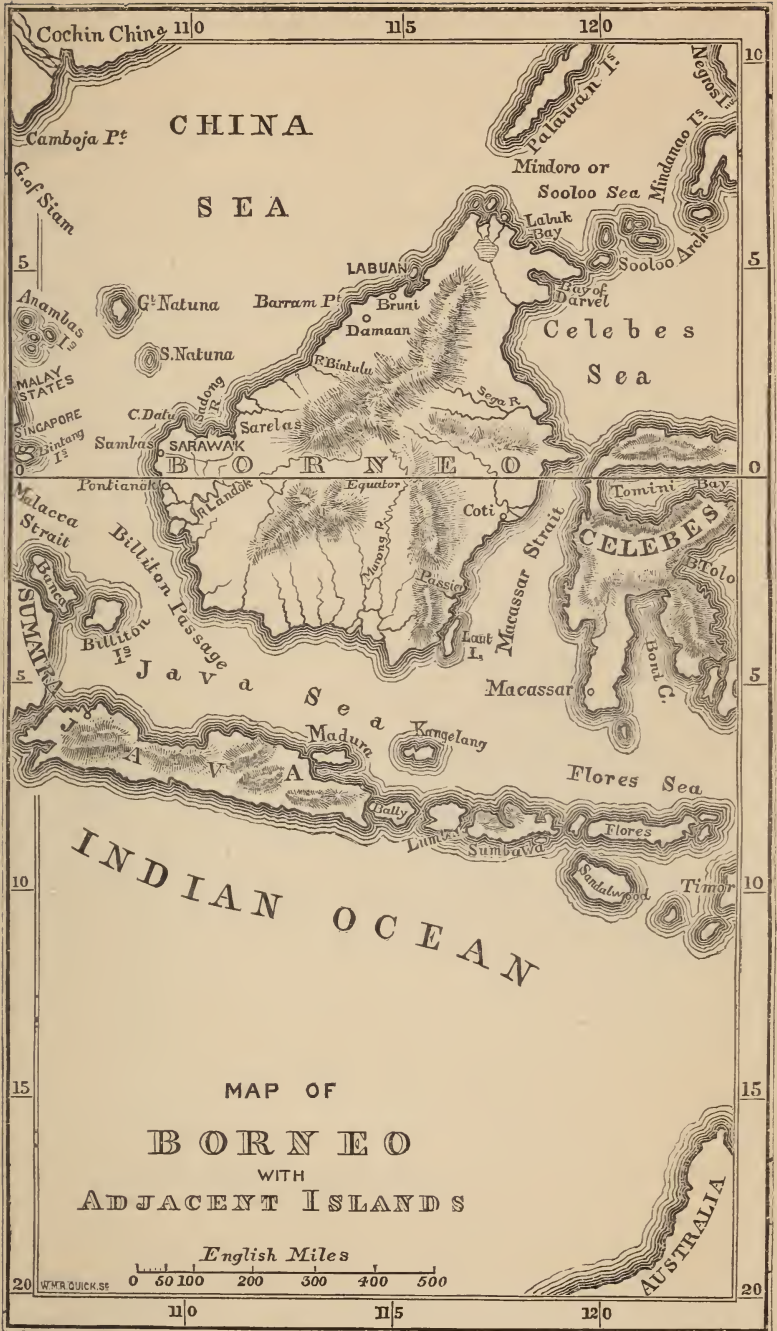 110 115 120
Cochin China
10 10
Camboja Pt.
CHINA
SEA
G. of Siam
Palawan Is.
Negros I.
Mindoro or
Sooloo Sea
Mindanao Is.
Labuk
Bay
Sooloo Archo.
5 5
LABUAN
Bruni
Barram Pt.
Damaan
Bay of
Darvel
Celebes
Sea
Anambas
Is.
Gt. Natuna
S. Natuna
R. Bintulu
MALAY
STATES
SINGAPORE
Bintang
Is.
Sadong
R.
C. Datu
Sarebas
Sega R.
Sambas
SARAWAK
0 0
BORNEO
Equator
Pontianok
R. Landok
Malacca
Strait
Coti
Tomini Bay
CELEBES
B Tolo
Murong R.
Passir
Macassar Strait
Banca
Billiton
Is.
Billiton Passage
SUMATRA
Laut
Is.
Boni G.
5 5
Java Sea
Macassar
JAVA
Madura
Kangelang
Flores Sea
Bally
Sumbawa
Flores
Sandalwood
Timor
10 10
INDIAN OCEAN
15 15
MAP OF
BORNEO
WITH
ADJACENT ISLANDS
English Miles
0 50 100 200 300 400 500
AUSTRALIA
20 20
WMR. QUICK. SC
110 115 120